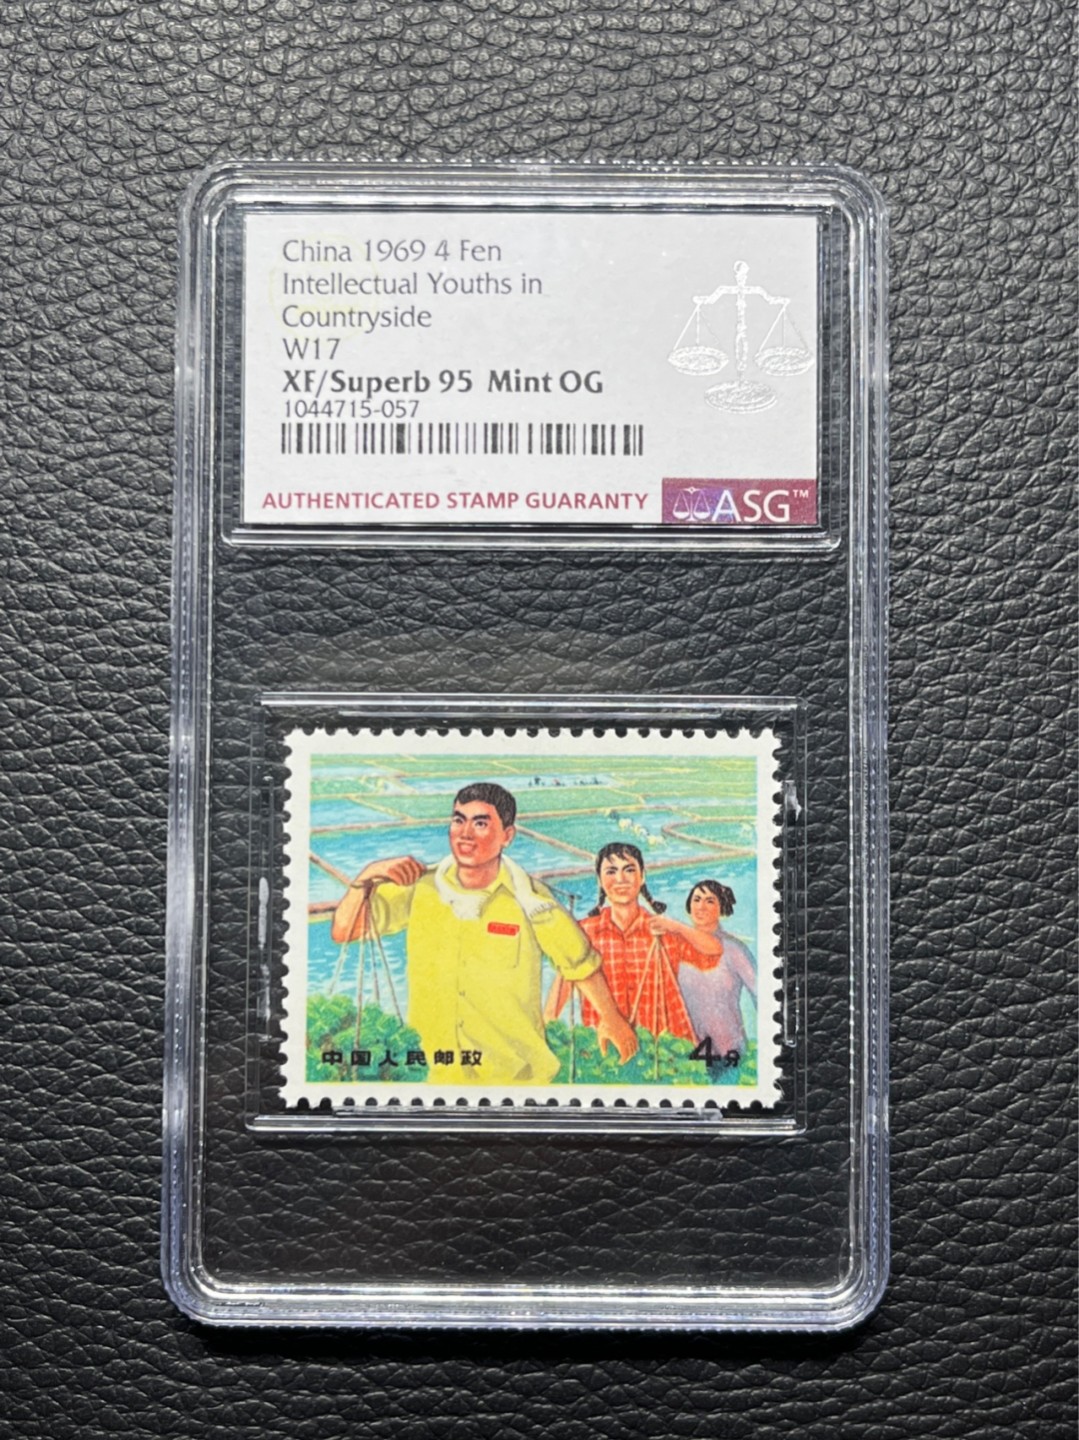 China 1969 4 Fen
Intellectual Youths in
Countryside
W17
XF/Superb 95 Mint OG
1044715-057
AUTHENTICATED STAMP GUARANTY
ASG™
中国人民邮政
4分